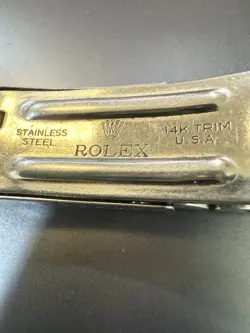 STAINLESS
STEEL
ROLEX
14K. TRIM
U.S.A.